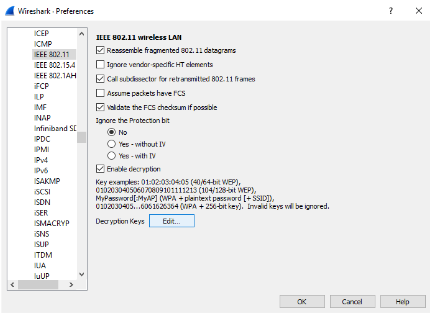 Wireshark - Preferences
ICEP
ICMP
IEEE 802.11
IEEE 802.15.4
IEEE 802.1AH
iFCP
ILP
IMF
INAP
Infiniband SD
IPDC
IPMI
IPv4
IPv6
ISAKMP
iSCSI
iSDN
iSER
ISMACRYP
iSNS
ISUP
ITDM
IUA
IuUP
IEEE 802.11 wireless LAN
Reassemble fragmented 802.11 datagrams
Ignore vendor-specific HT elements
Call subdissector for retransmitted 802.11 frames
Assume packets have FCS
Validate the FCS checksum if possible
Ignore the Protection bit
No
Yes - without IV
Yes - with IV
Enable decryption
Key examples: 01:02:03:04:05 (40/64-bit WEP),
010203040506070809101111213 (104/128-bit WEP),
MyPassword[:MyAP] (WPA + plaintext password [+ SSID]),
0102030405...6061626364 (WPA + 256-bit key). Invalid keys will be ignored.
Decryption Keys
Edit...
OK
Cancel
Help